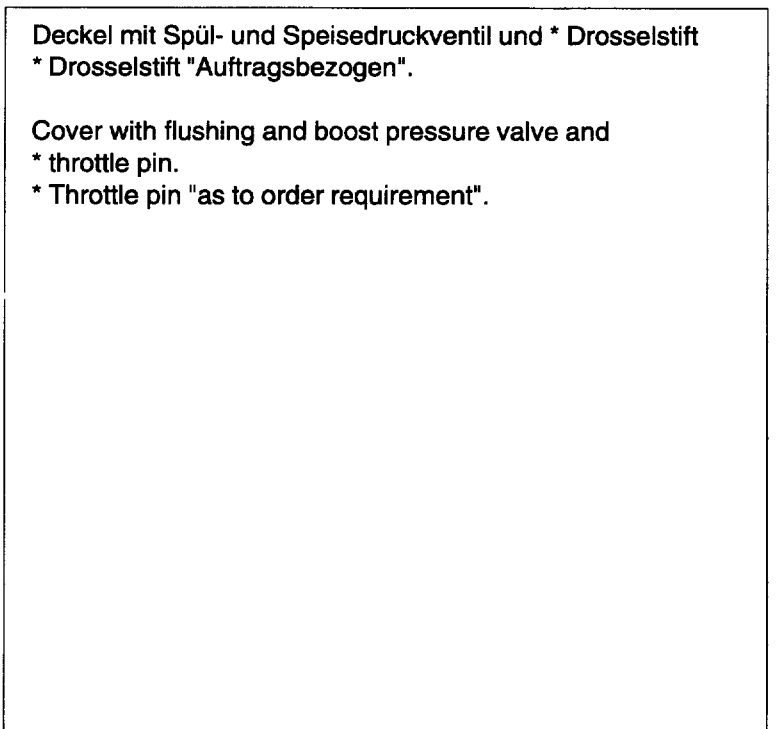 Deckel mit Spül- und Speisedruckventil und * Drosselstift
* Drosselstift "Auftragsbezogen".
Cover with flushing and boost pressure valve and
* throttle pin.
* Throttle pin "as to order requirement".